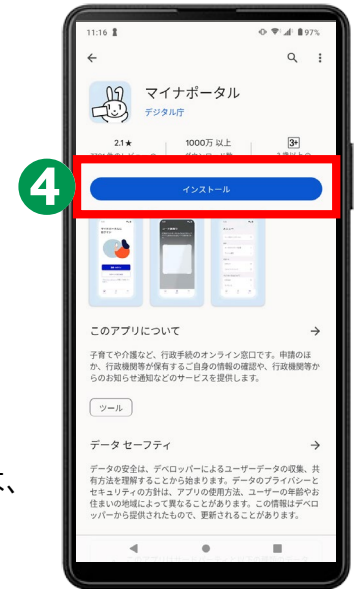 11:16
97%
マイナポータル
デジタル庁
2.1★
1000万 以上
3+
4
インストール
このアプリについて
子育てや介護など、行政手続のオンライン窓口です。申請のほ
か、行政機関等が保有するご自身の情報の確認や、行政機関等か
らのお知らせ通知などのサービスを提供します。
ツール
データ セーフティ
データの安全は、デベロッパーによるユーザーデータの収集、共
有方法を理解することから始まります。データのプライバシーと
セキュリティの方針は、アプリの使用方法、ユーザーの年齢やお
住まいの地域によって異なることがあります。この情報はデベロ
ッパーから提供されたもので、更新されることがあります。